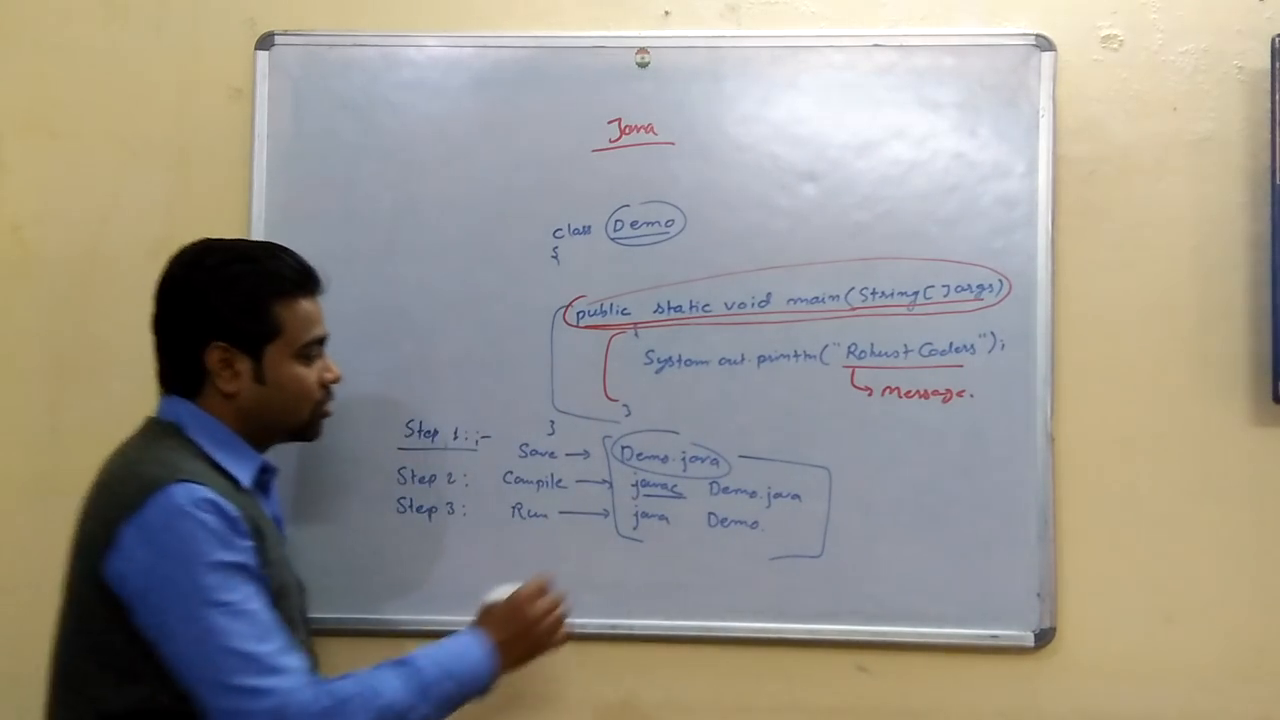 Java
class Demo
{
public static void main(String[]args)
{
System.out.println("Robust Coders");
Message.
}
}
Step 1:;-
Save → Demo.java
Step 2: Compile → javac Demo.java
Step 3: Run → java Demo.